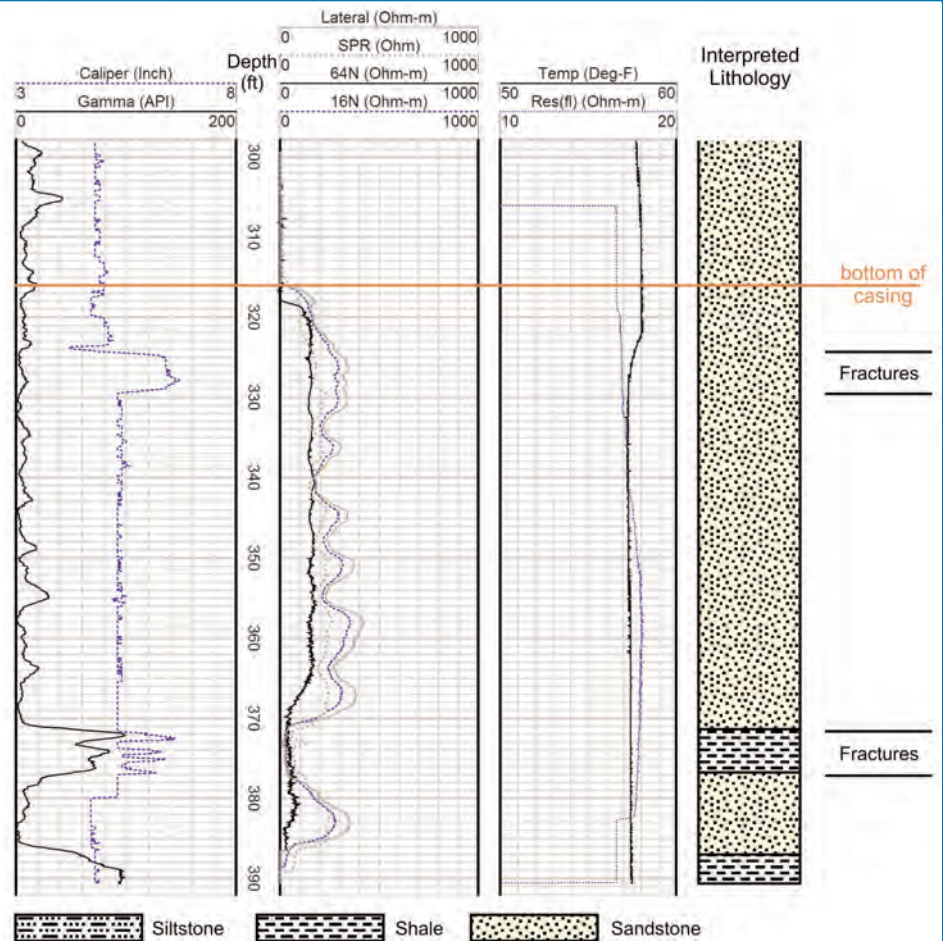 Lateral (Ohm-m)
0 1000
SPR (Ohm)
0 1000
64N (Ohm-m)
0 1000
16N (Ohm-m)
0 1000
Depth
(ft)
Caliper (Inch)
3 8
Gamma (API)
0 200
Temp (Deg-F)
50 60
Res(fl) (Ohm-m)
10 20
Interpreted
Lithology
300
310
320
330
340
350
360
370
380
390
bottom of
casing
Fractures
Fractures
Siltstone
Shale
Sandstone